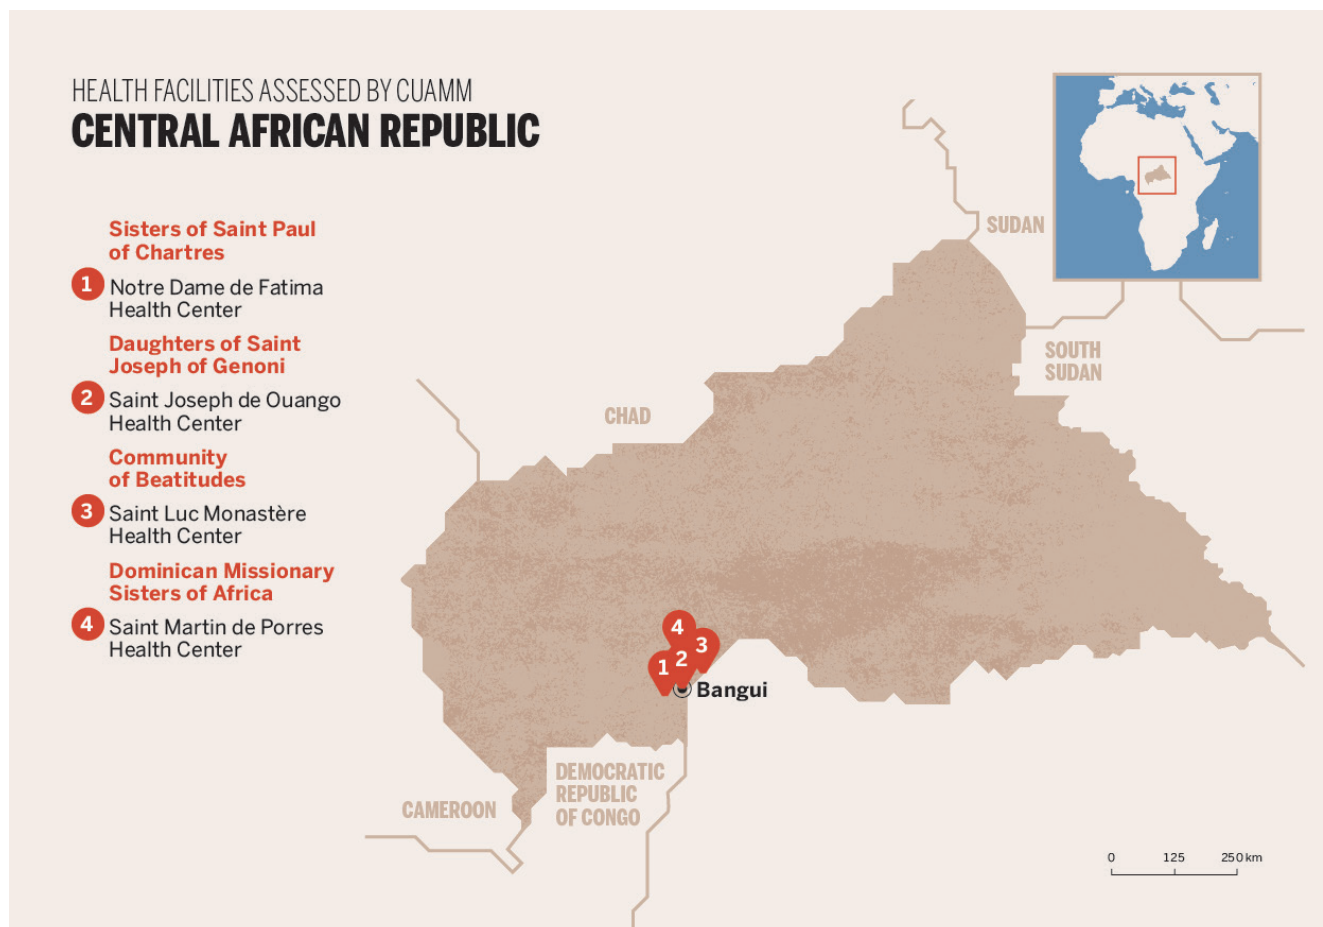 HEALTH FACILITIES ASSESSED BY CUAMM
CENTRAL AFRICAN REPUBLIC
Sisters of Saint Paul
of Chartres
1 Notre Dame de Fatima
Health Center
Daughters of Saint
Joseph of Genoni
2 Saint Joseph de Ouango
Health Center
Community
of Beatitudes
3 Saint Luc Monastère
Health Center
Dominican Missionary
Sisters of Africa
4 Saint Martin de Porres
Health Center
SUDAN
SOUTH
SUDAN
CHAD
4
3
2
1
Bangui
DEMOCRATIC
REPUBLIC
OF CONGO
CAMEROON
0 125 250 km